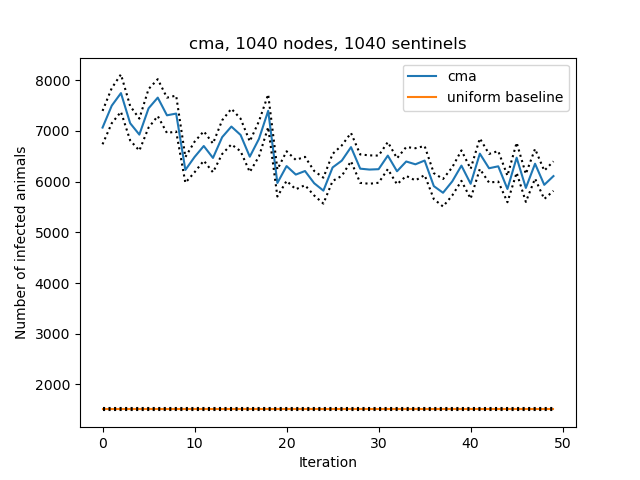 cma, 1040 nodes, 1040 sentinels
cma
uniform baseline
Number of infected animals
8000
7000
6000
5000
4000
3000
2000
0 10 20 30 40 50
Iteration